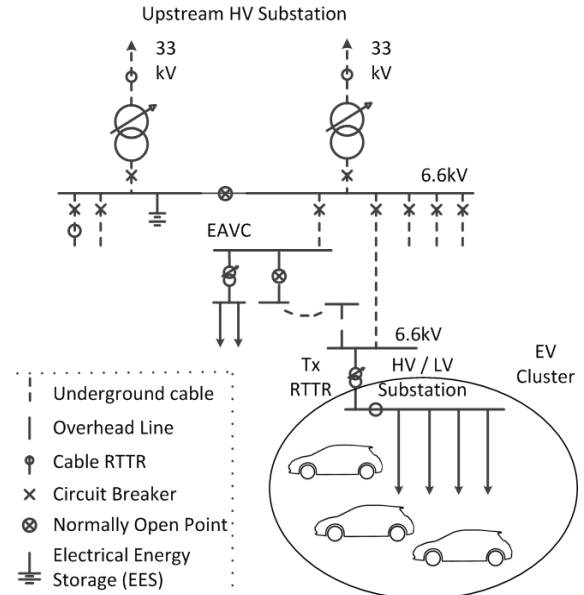 Upstream HV Substation
33
kV
33
kV
6.6kV
EAVC
6.6kV
Tx
RTTR
HV / LV
Substation
EV
Cluster
Underground cable
Overhead Line
Cable RTTR
Circuit Breaker
Normally Open Point
Electrical Energy
Storage (EES)